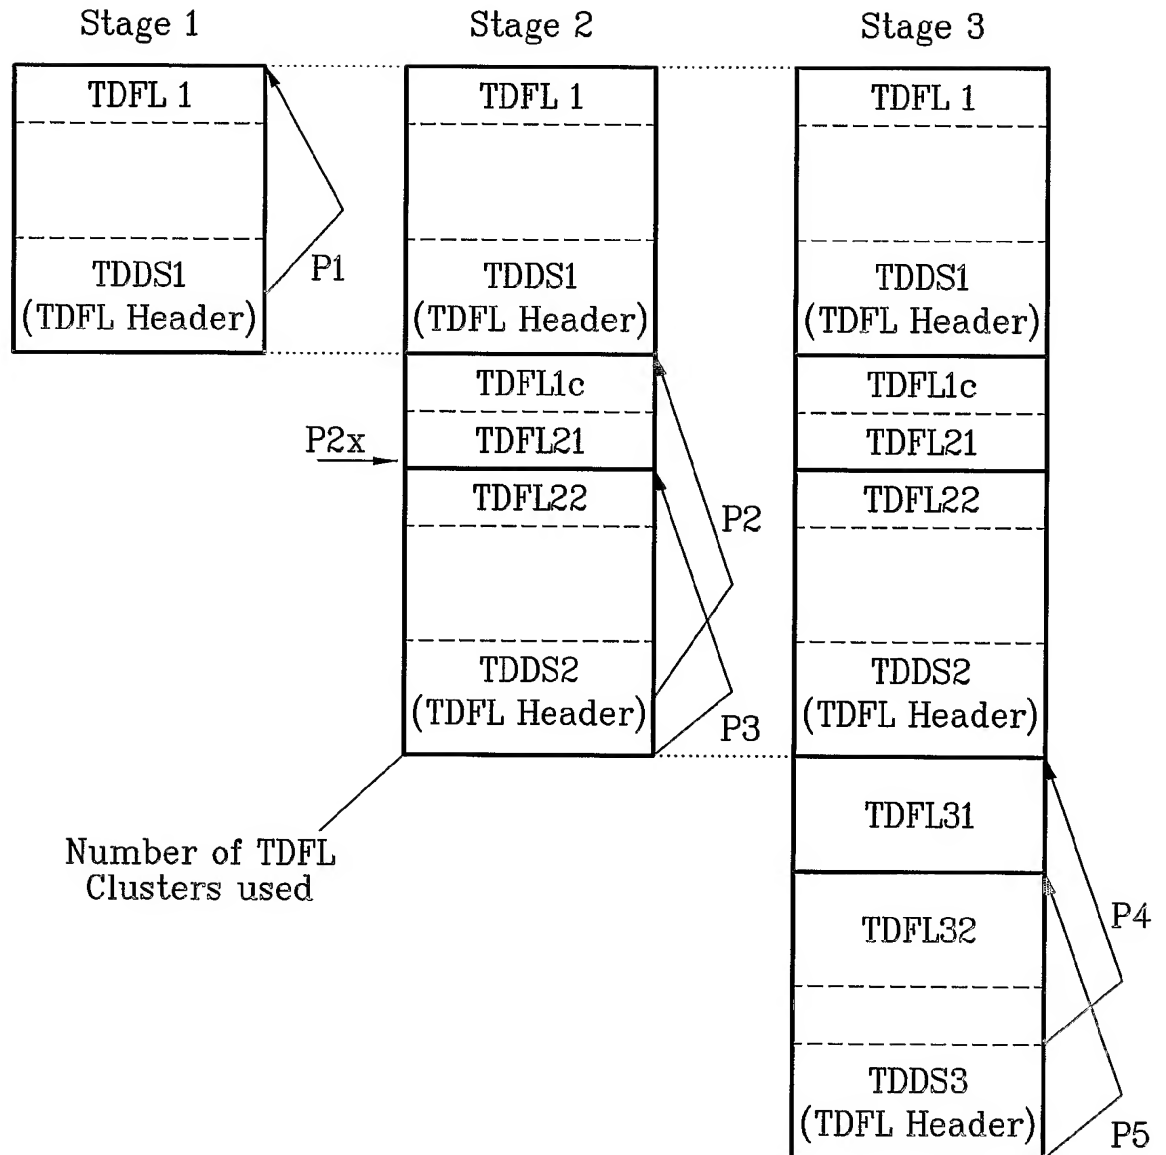 Stage 1
Stage 2
Stage 3
TDFL 1
TDDS1
(TDFL Header)
P1
TDFL 1
TDDS1
(TDFL Header)
TDFL1c
TDFL21
P2x
TDFL22
TDDS2
(TDFL Header)
P2
P3
Number of TDFL
Clusters used
TDFL 1
TDDS1
(TDFL Header)
TDFL1c
TDFL21
TDFL22
TDDS2
(TDFL Header)
TDFL31
TDFL32
TDDS3
(TDFL Header)
P4
P5